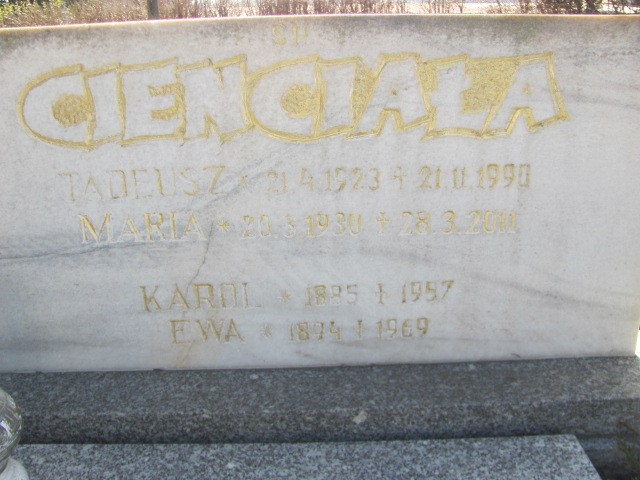 CIENCIAŁA
TADEUSZ * 21.4.1923 + 21.11.1990
MARIA * 20.3.1930 + 28.3.2011
KAROL * 1885 + 1957
EWA * 1894 + 1969